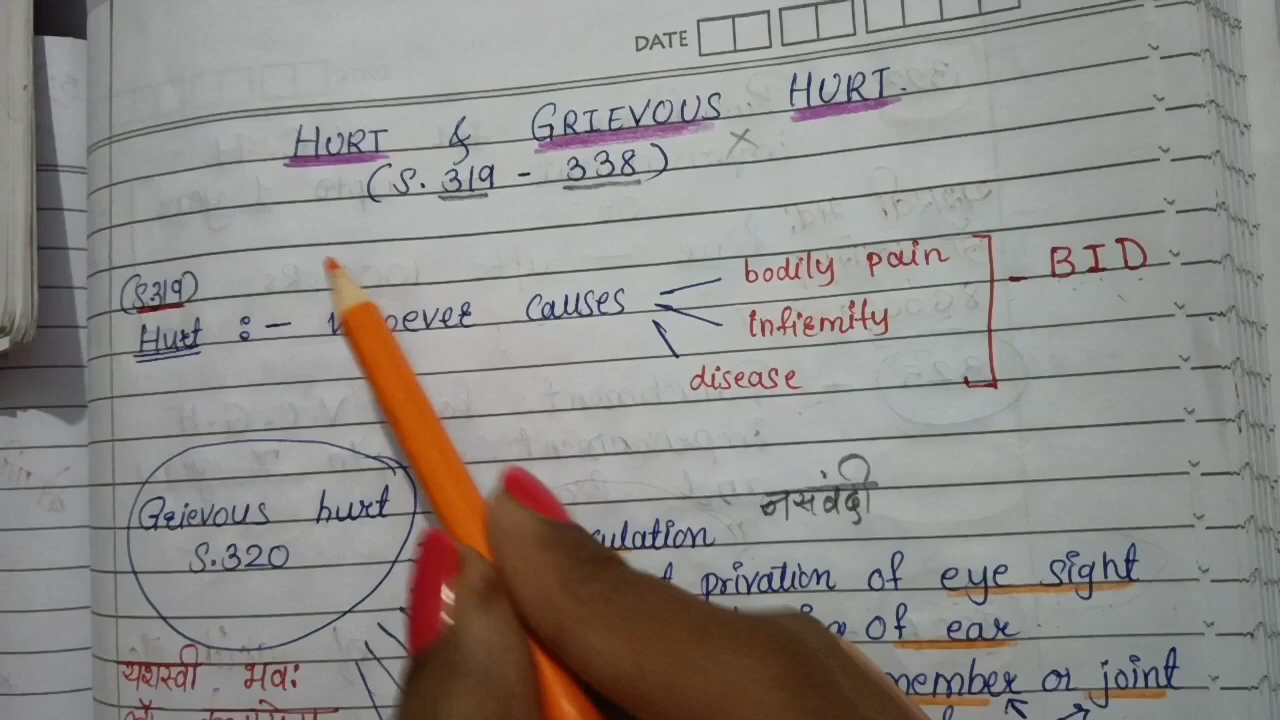 DATE
HURT & GRIEVOUS HURT.
(S. 319 - 338) ×
(S.319)
Hurt :- causes bodily pain
infirmity
disease
- BID
Grievous hurt
S.320
नसबंदी
privation of eye sight
of ear
member or joint
यशस्वी भवः